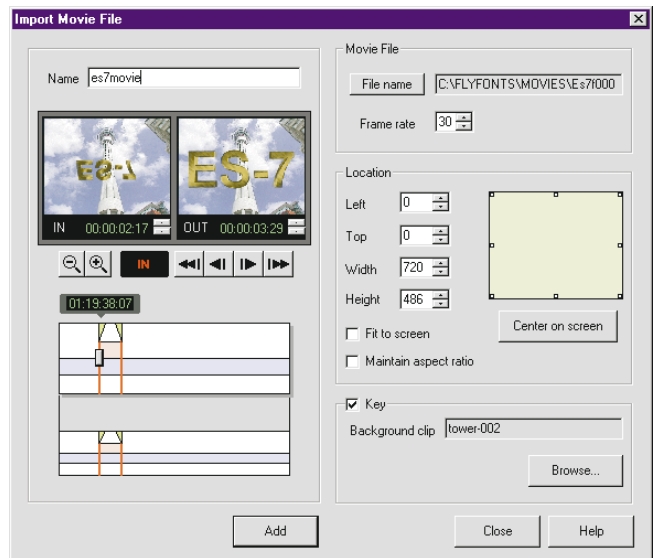 Import Movie File
Name es7movie
ES-7
ES-7
IN 00:00:02:17
OUT 00:00:03:29
IN
01:19:38:07
Movie File
File name C:\FLYFONTS\MOVIES\Es7f000
Frame rate 30
Location
Left 0
Top 0
Width 720
Height 486
Center on screen
Fit to screen
Maintain aspect ratio
Key
Background clip tower-002
Browse...
Add
Close
Help